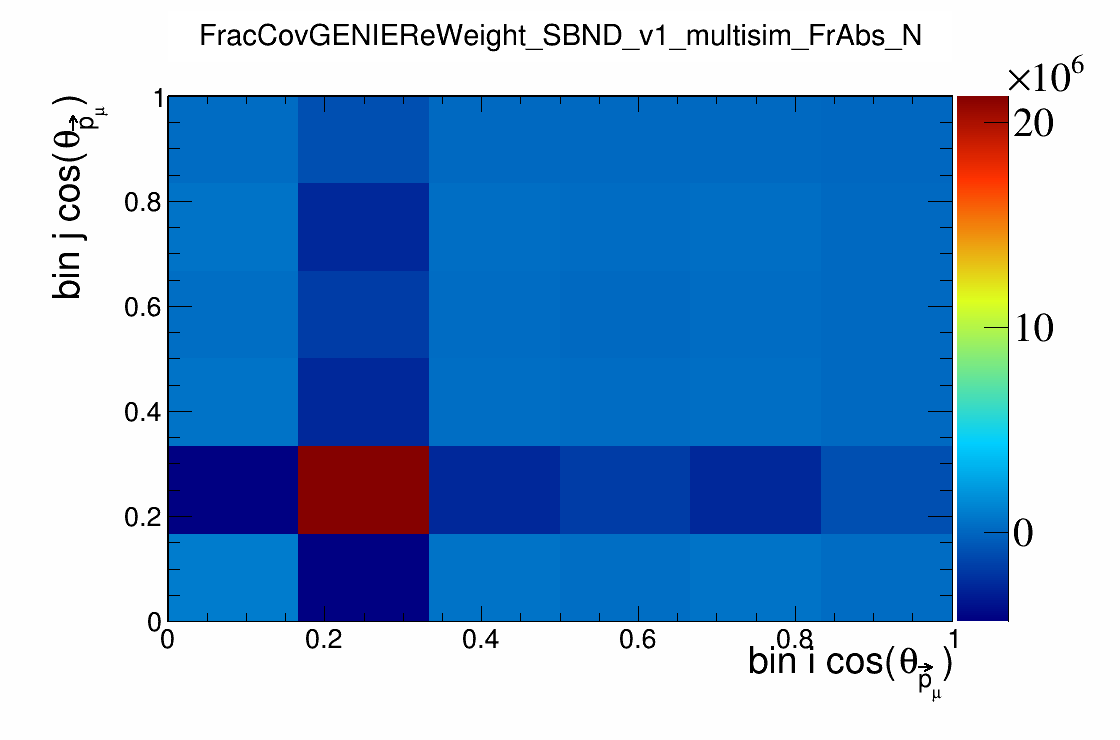 FracCovGENIEReWeight_SBND_v1_multisim_FrAbs_N
×10⁶
bin j cos(θ_p⃗_μ)
1
0.8
0.6
0.4
0.2
0
20
10
0
0 0.2 0.4 0.6 0.8 1
bin i cos(θ_p⃗_μ)